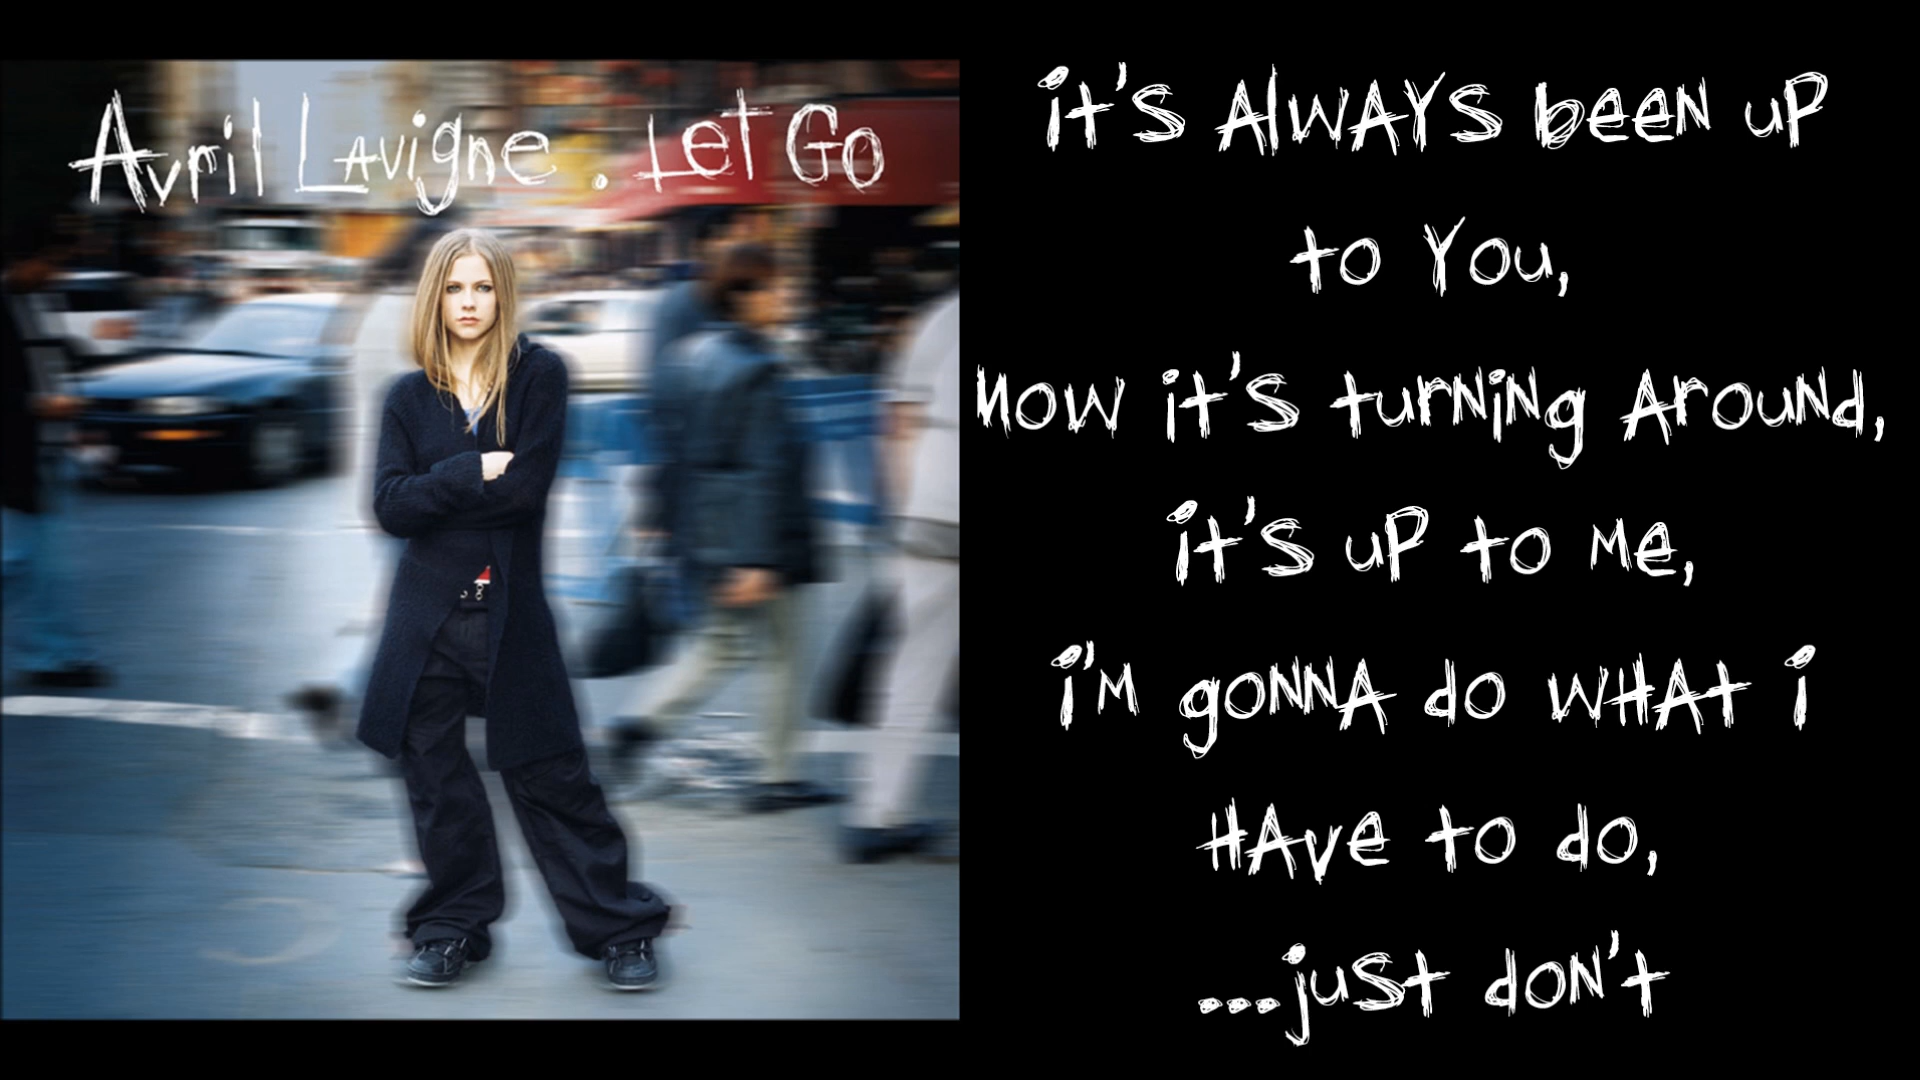 Avril Lavigne . Let Go
it's Always been up
to You,
Now it's turning Around,
it's up to Me,
i'm gonna do what i
Have to do,
...just don't